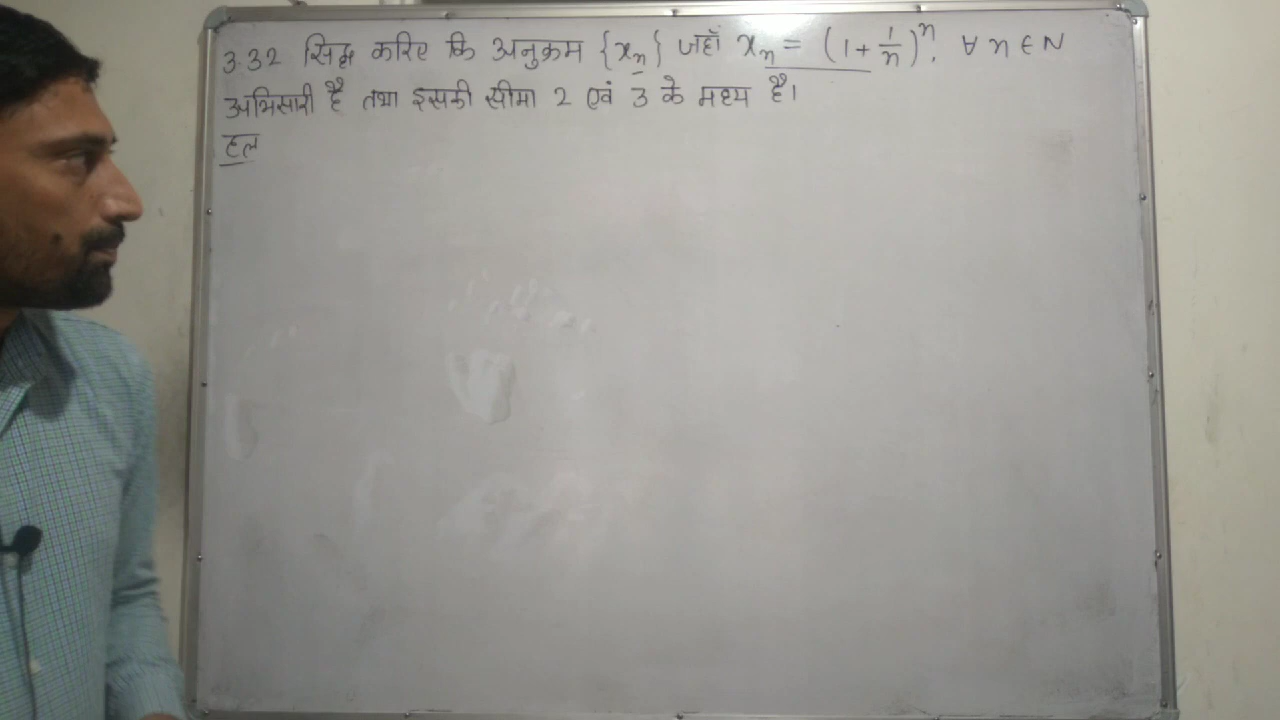 3.32 सिद्ध करिए कि अनुक्रम {xₙ} जहाँ xₙ = (1+1/n)ⁿ. ∀ n ∈ N
अभिसारी है तथा इसकी सीमा 2 एवं 3 के मध्य है।
हल